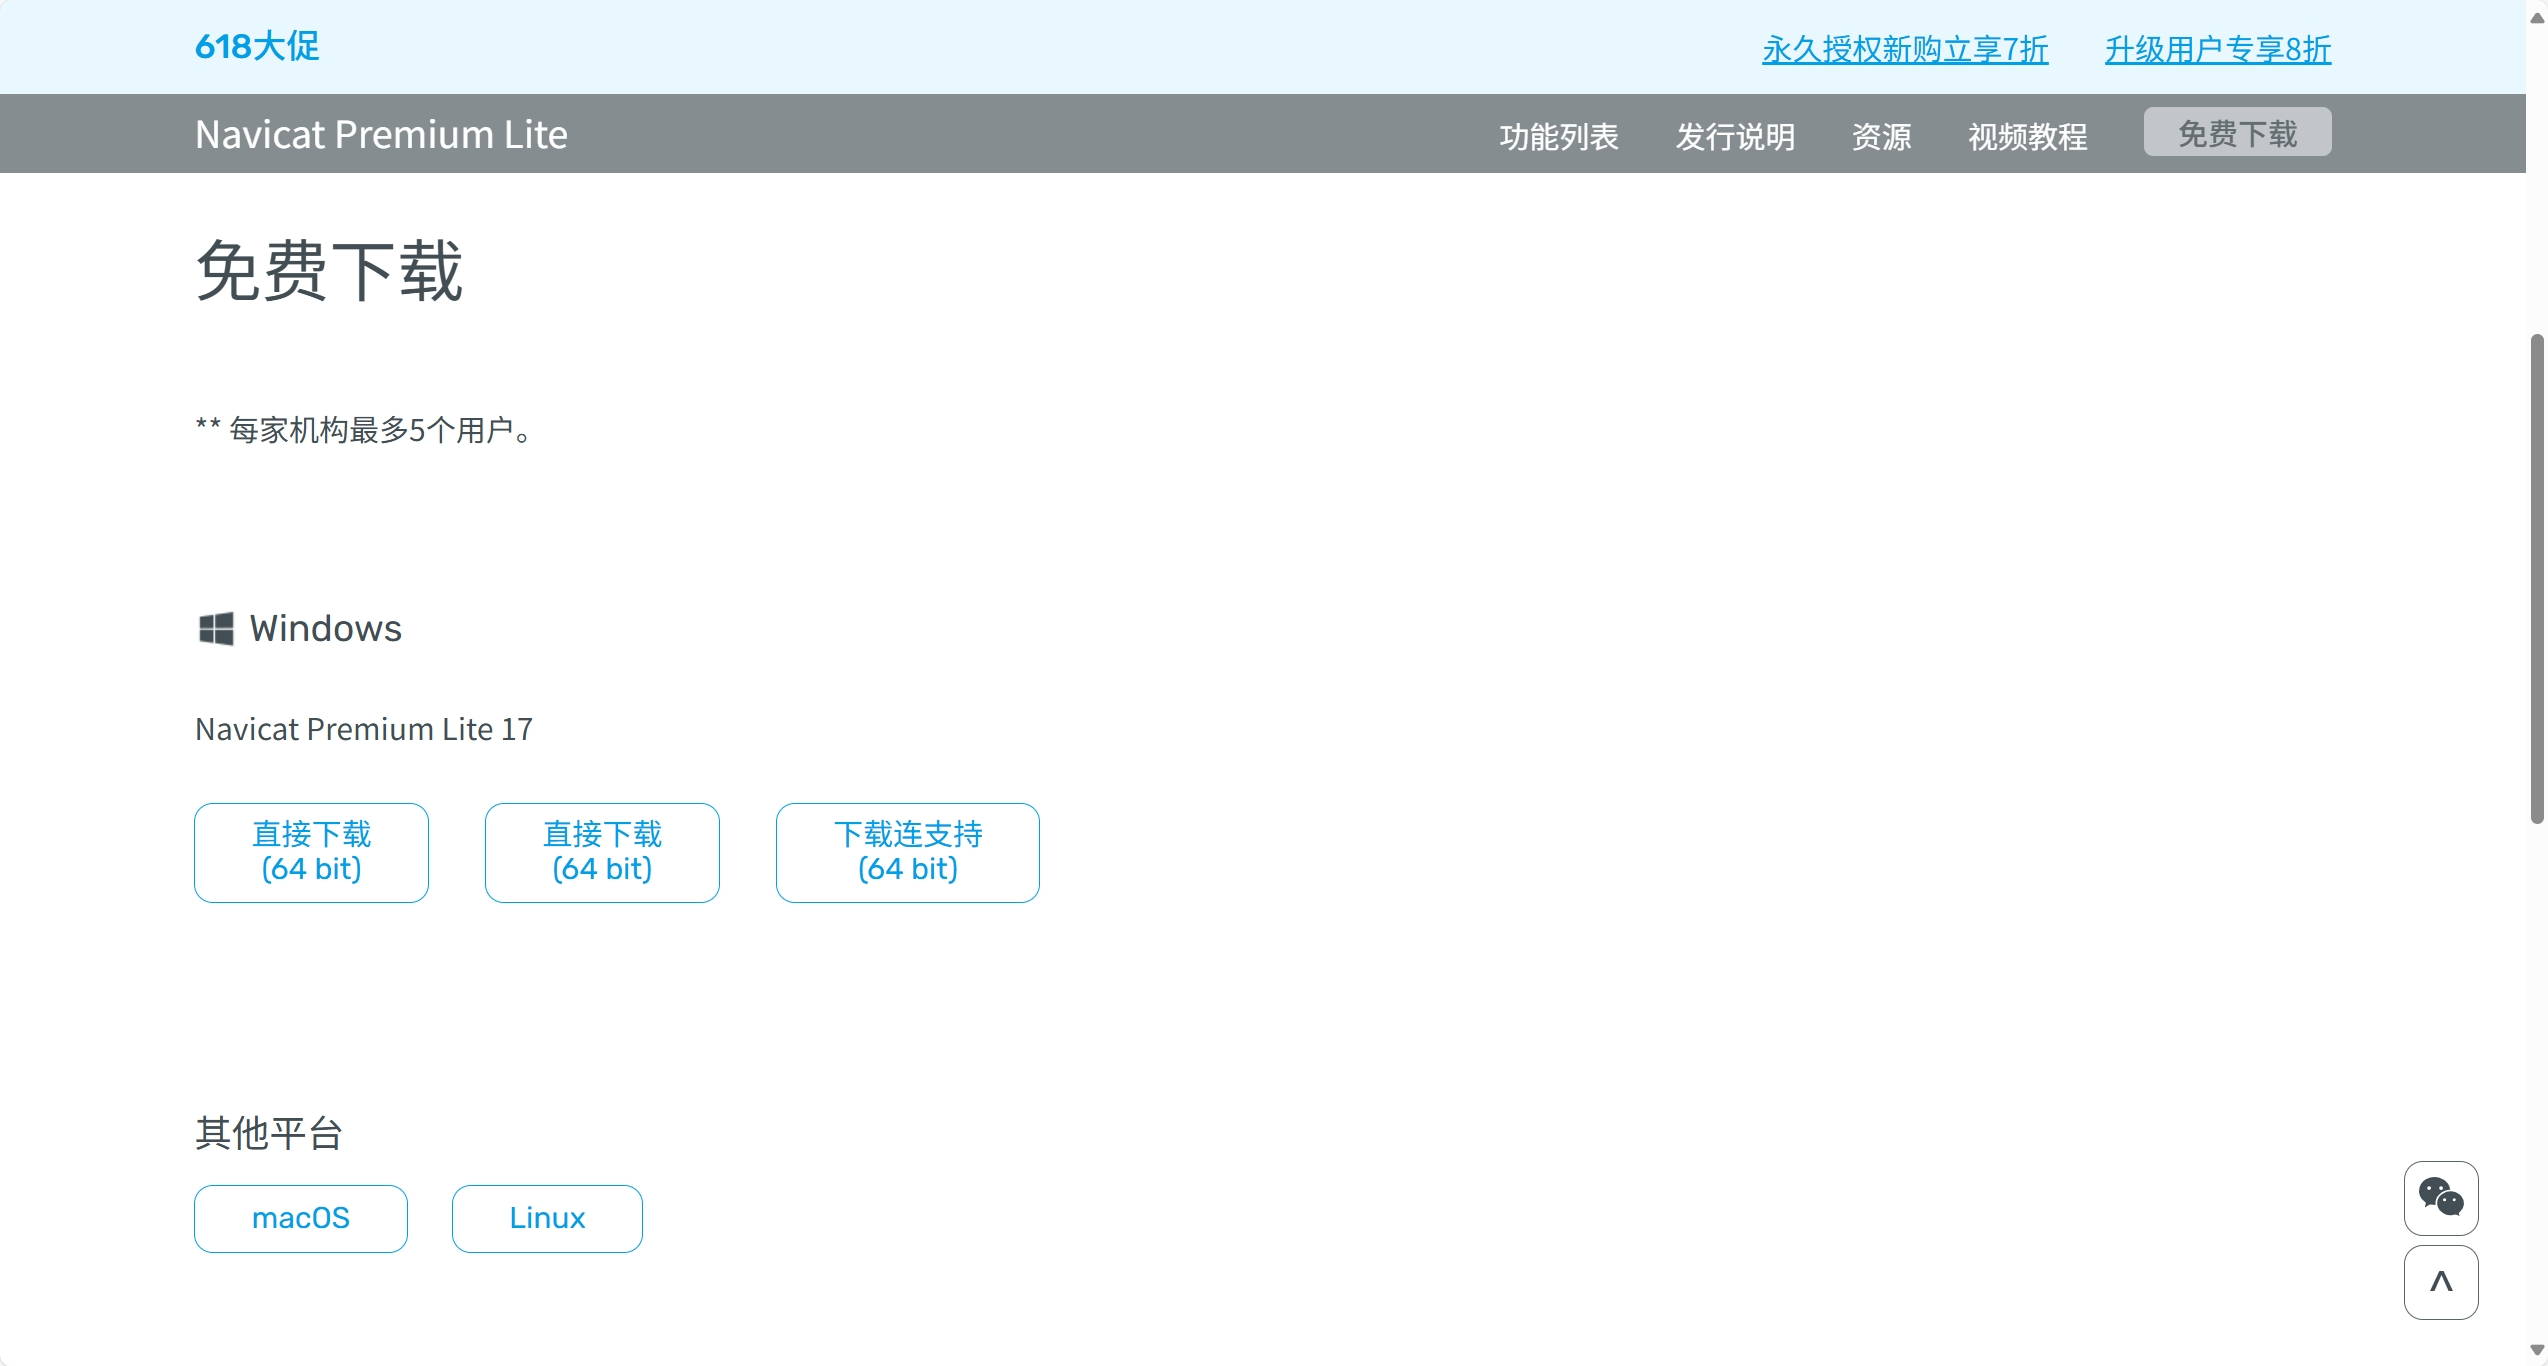 618大促
永久授权新购立享7折
升级用户专享8折
Navicat Premium Lite
功能列表
发行说明
资源
视频教程
免费下载
免费下载
** 每家机构最多5个用户。
Windows
Navicat Premium Lite 17
直接下载
(64 bit)
直接下载
(64 bit)
下载连支持
(64 bit)
其他平台
macOS
Linux